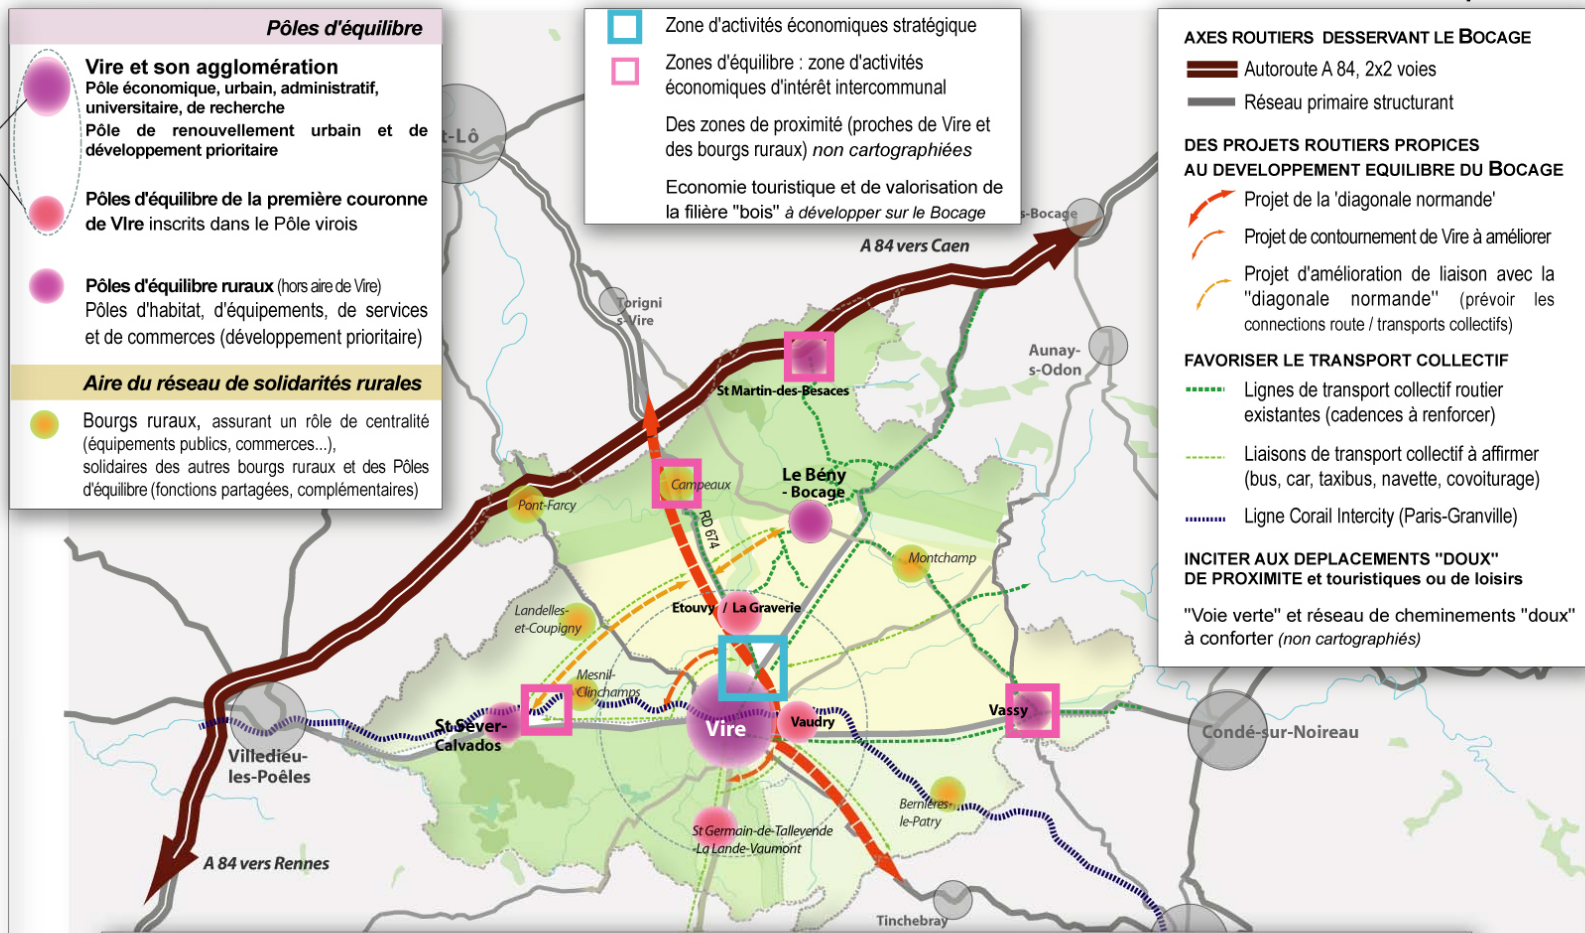 Pôles d'équilibre
Vire et son agglomération
Pôle économique, urbain, administratif,
universitaire, de recherche
Pôle de renouvellement urbain et de
développement prioritaire
Pôles d'équilibre de la première couronne
de VIre inscrits dans le Pôle virois
Pôles d'équilibre ruraux (hors aire de Vire)
Pôles d'habitat, d'équipements, de services
et de commerces (développement prioritaire)
Aire du réseau de solidarités rurales
Bourgs ruraux, assurant un rôle de centralité
(équipements publics, commerces...),
solidaires des autres bourgs ruraux et des Pôles
d'équilibre (fonctions partagées, complémentaires)
Zone d'activités économiques stratégique
Zones d'équilibre : zone d'activités
économiques d'intérêt intercommunal
Des zones de proximité (proches de Vire et
des bourgs ruraux) non cartographiées
Economie touristique et de valorisation de
la filière "bois" à développer sur le Bocage
AXES ROUTIERS DESSERVANT LE BOCAGE
Autoroute A 84, 2x2 voies
Réseau primaire structurant
DES PROJETS ROUTIERS PROPICES
AU DEVELOPPEMENT EQUILIBRE DU BOCAGE
Projet de la 'diagonale normande'
Projet de contournement de Vire à améliorer
Projet d'amélioration de liaison avec la
"diagonale normande" (prévoir les
connections route / transports collectifs)
FAVORISER LE TRANSPORT COLLECTIF
Lignes de transport collectif routier
existantes (cadences à renforcer)
Liaisons de transport collectif à affirmer
(bus, car, taxibus, navette, covoiturage)
Ligne Corail Intercity (Paris-Granville)
INCITER AUX DEPLACEMENTS "DOUX"
DE PROXIMITE et touristiques ou de loisirs
"Voie verte" et réseau de cheminements "doux"
à conforter (non cartographiés)
t-Lô
s-Bocage
A 84 vers Caen
Torigni
s-Vire
Aunay-
s-Odon
St Martin-des-Besaces
Campeaux
Le Bény
- Bocage
Pont-Farcy
RD 674
Montchamp
Landelles-
et-Coupigny
Etouvy / La Graverie
Mesnil-
Clinchamps
St Sever-
Calvados
Vire
Vaudry
Vassy
Condé-sur-Noireau
Villedieu-
les-Poêles
Bernières-
le-Patry
St Germain-de-Tallevende
-La Lande-Vaumont
A 84 vers Rennes
Tinchebray